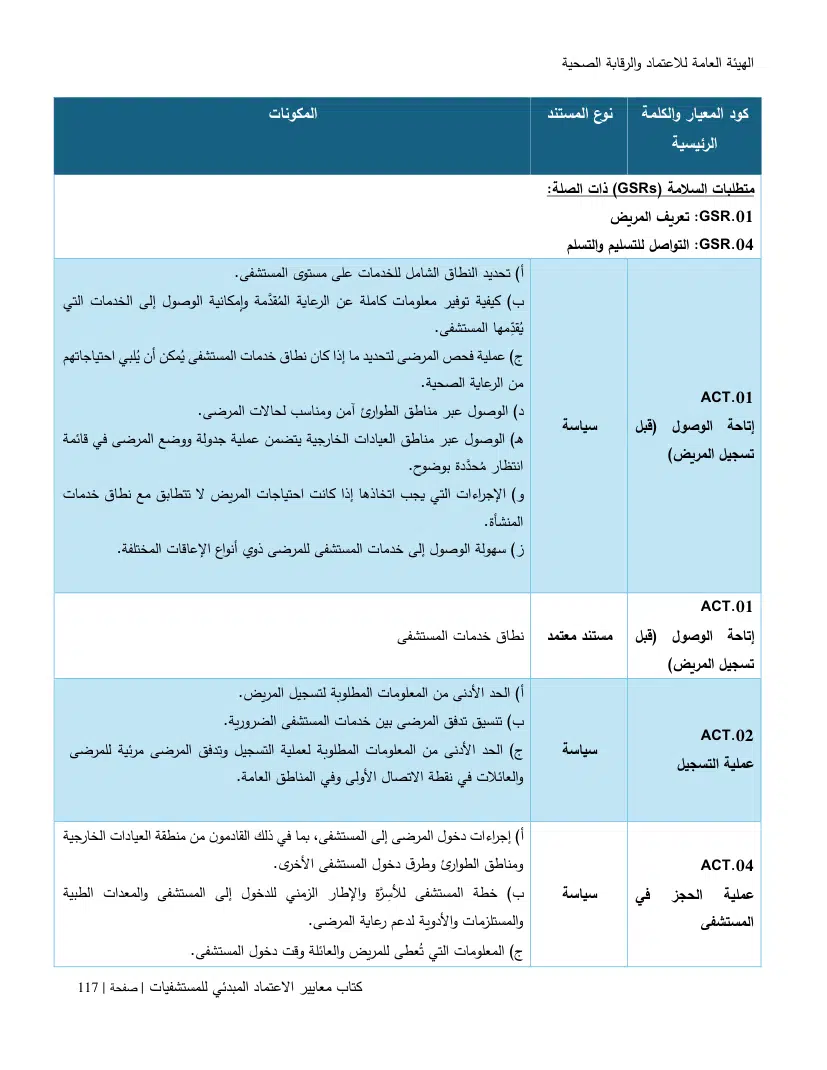 الهيئة العامة للاعتماد والرقابة الصحية
كود المعيار والكلمة
الرئيسية
نوع المستند
المكونات
متطلبات السلامة (GSRs) ذات الصلة:
GSR.01: تعريف المريض
GSR.04: التواصل للتسليم والتسلم
ACT.01
إتاحة الوصول (قبل
تسجيل المريض)
سياسة
أ) تحديد النطاق الشامل للخدمات على مستوى المستشفى.
ب) كيفية توفير معلومات كاملة عن الرعاية المُقدَّمة وإمكانية الوصول إلى الخدمات التي
يُقدِّمها المستشفى.
ج) عملية فحص المرضى لتحديد ما إذا كان نطاق خدمات المستشفى يُمكن أن يُلبي احتياجاتهم
من الرعاية الصحية.
د) الوصول عبر مناطق الطوارئ آمن ومناسب لحالات المرضى.
ه) الوصول عبر مناطق العيادات الخارجية يتضمن عملية جدولة ووضع المرضى في قائمة
انتظار مُحدَّدة بوضوح.
و) الإجراءات التي يجب اتخاذها إذا كانت احتياجات المريض لا تتطابق مع نطاق خدمات
المنشأة.
ز) سهولة الوصول إلى خدمات المستشفى للمرضى ذوي أنواع الإعاقات المختلفة.
ACT.01
إتاحة الوصول (قبل
تسجيل المريض)
مستند معتمد
نطاق خدمات المستشفى
ACT.02
عملية التسجيل
سياسة
أ) الحد الأدنى من المعلومات المطلوبة لتسجيل المريض.
ب) تنسيق تدفق المرضى بين خدمات المستشفى الضرورية.
ج) الحد الأدنى من المعلومات المطلوبة لعملية التسجيل وتدفق المرضى مرئية للمرضى
والعائلات في نقطة الاتصال الأولى وفي المناطق العامة.
ACT.04
عملية الحجز في
المستشفى
سياسة
أ) إجراءات دخول المرضى إلى المستشفى، بما في ذلك القادمون من منطقة العيادات الخارجية
ومناطق الطوارئ وطرق دخول المستشفى الأخرى.
ب) خطة المستشفى للأسِرَّة والإطار الزمني للدخول إلى المستشفى والمعدات الطبية
والمستلزمات والأدوية لدعم رعاية المرضى.
ج) المعلومات التي تُعطى للمريض والعائلة وقت دخول المستشفى.
كتاب معايير الاعتماد المبدئي للمستشفيات | صفحة | 117